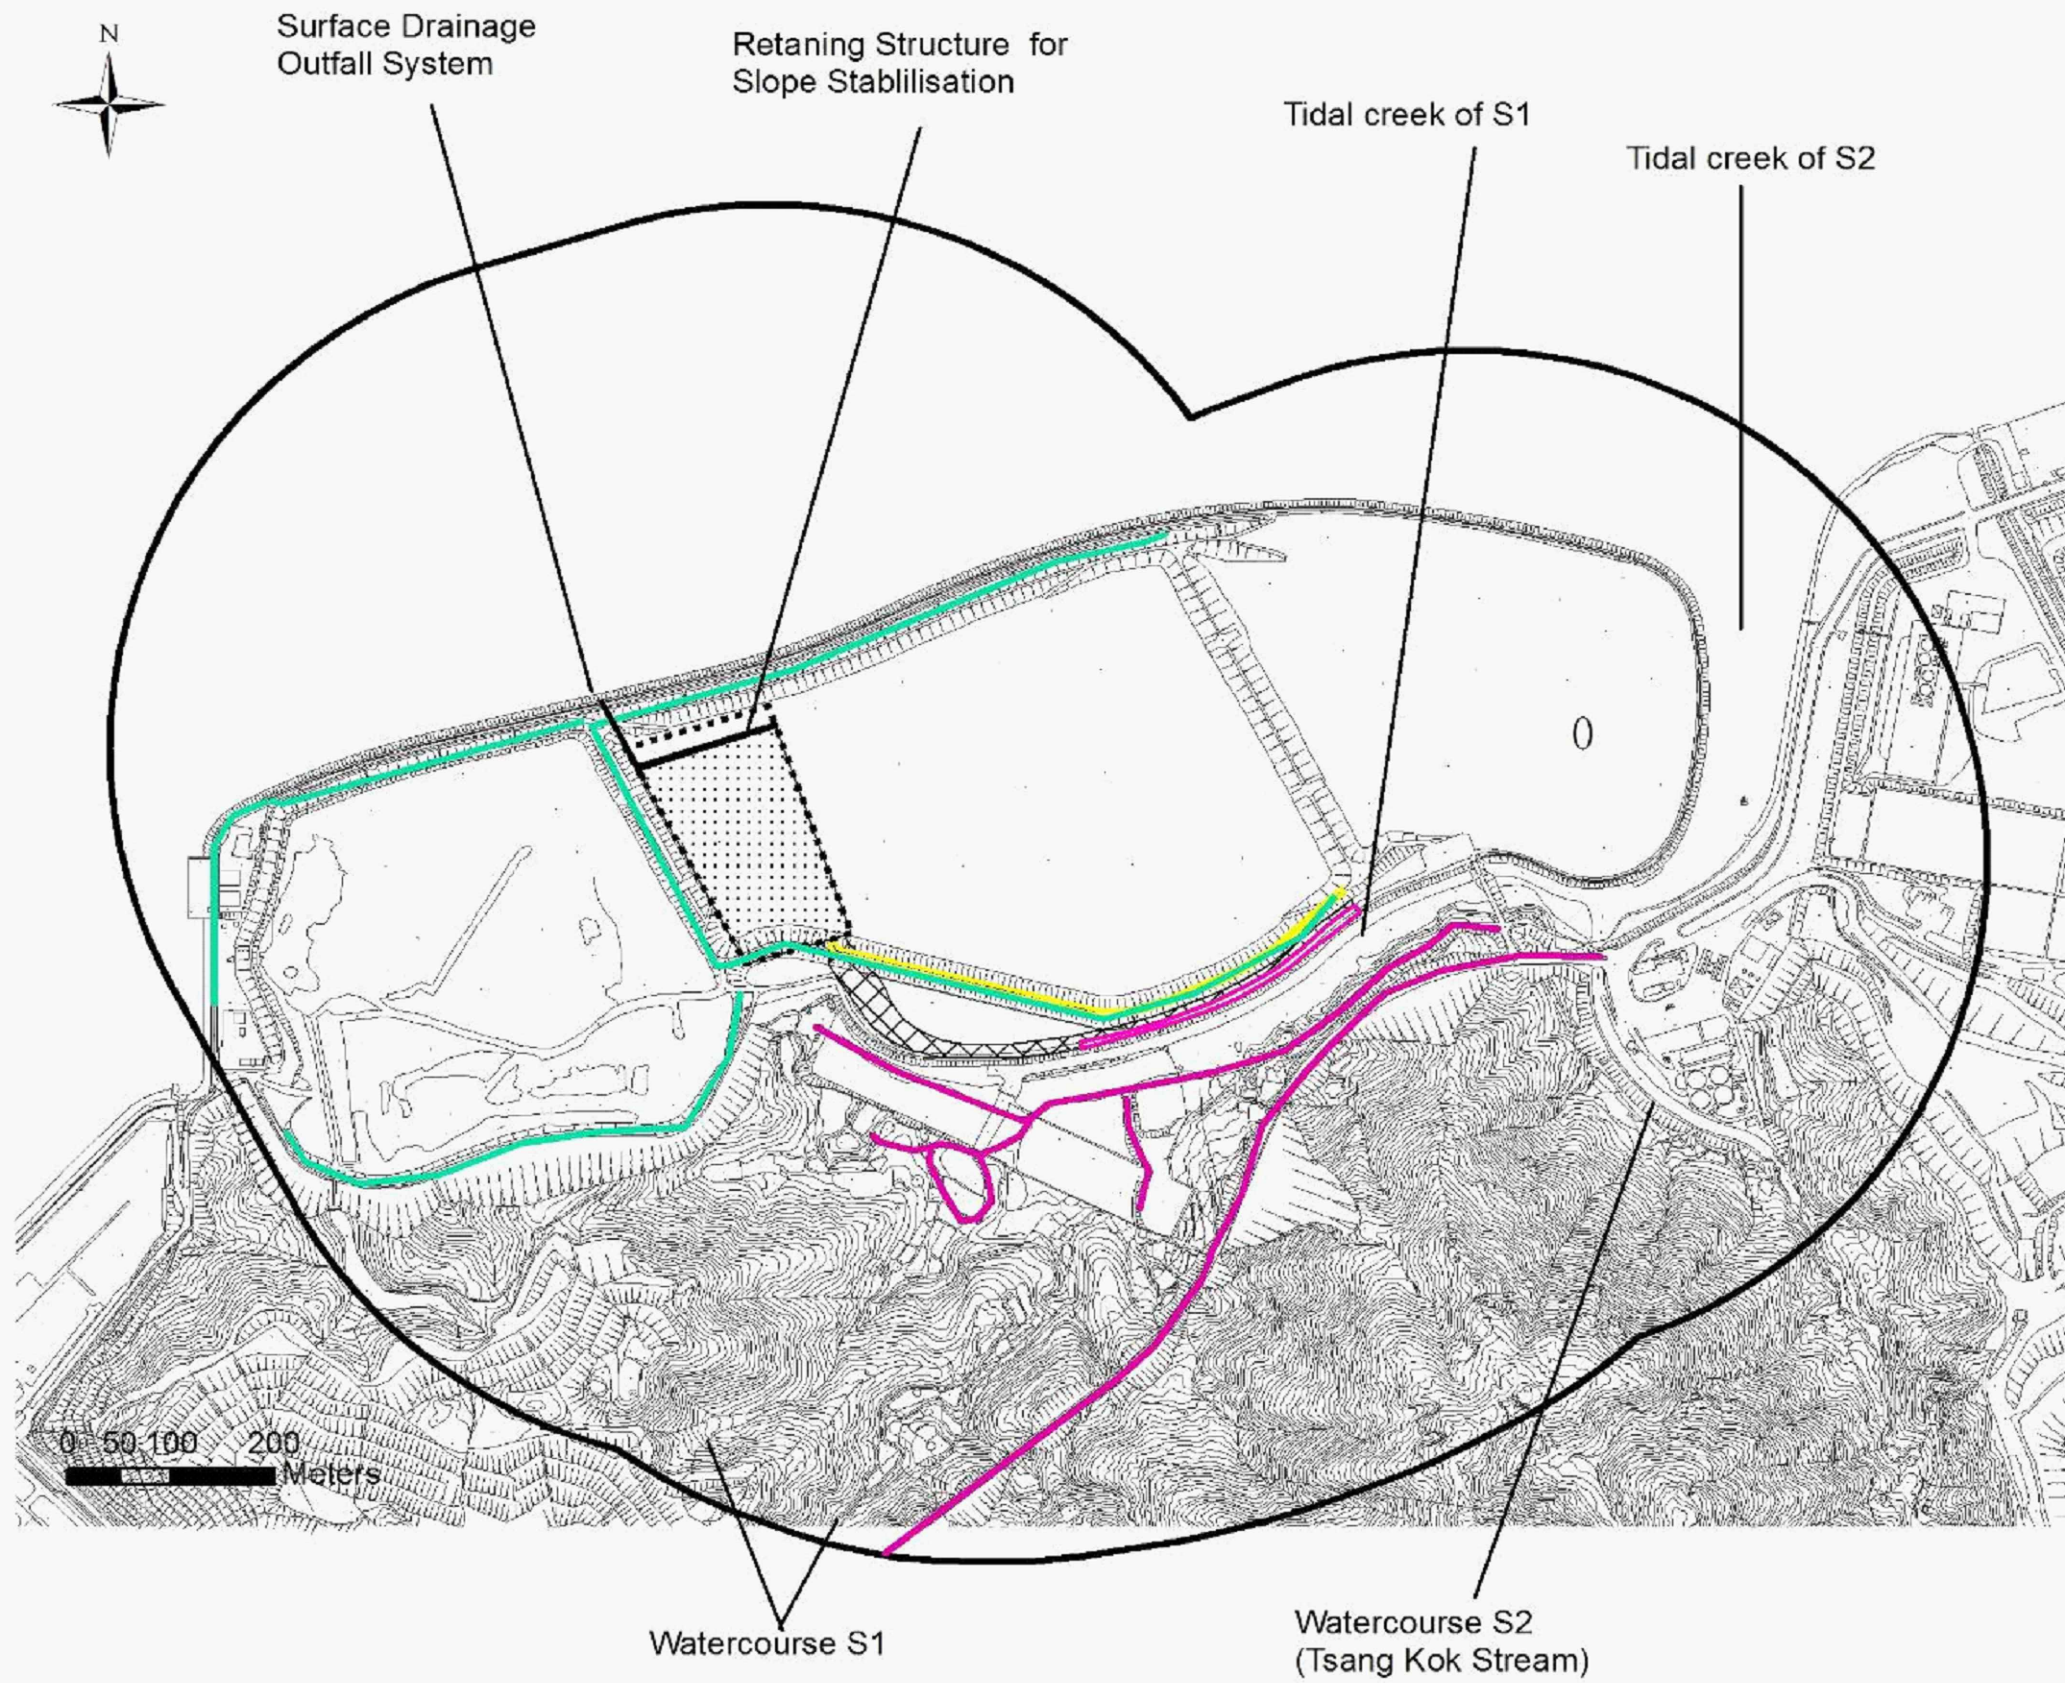 N
Surface Drainage
Outfall System
Retaning Structure for
Slope Stablilisation
Tidal creek of S1
Tidal creek of S2
0 50 100 200
Meters
Watercourse S1
Watercourse S2
(Tsang Kok Stream)